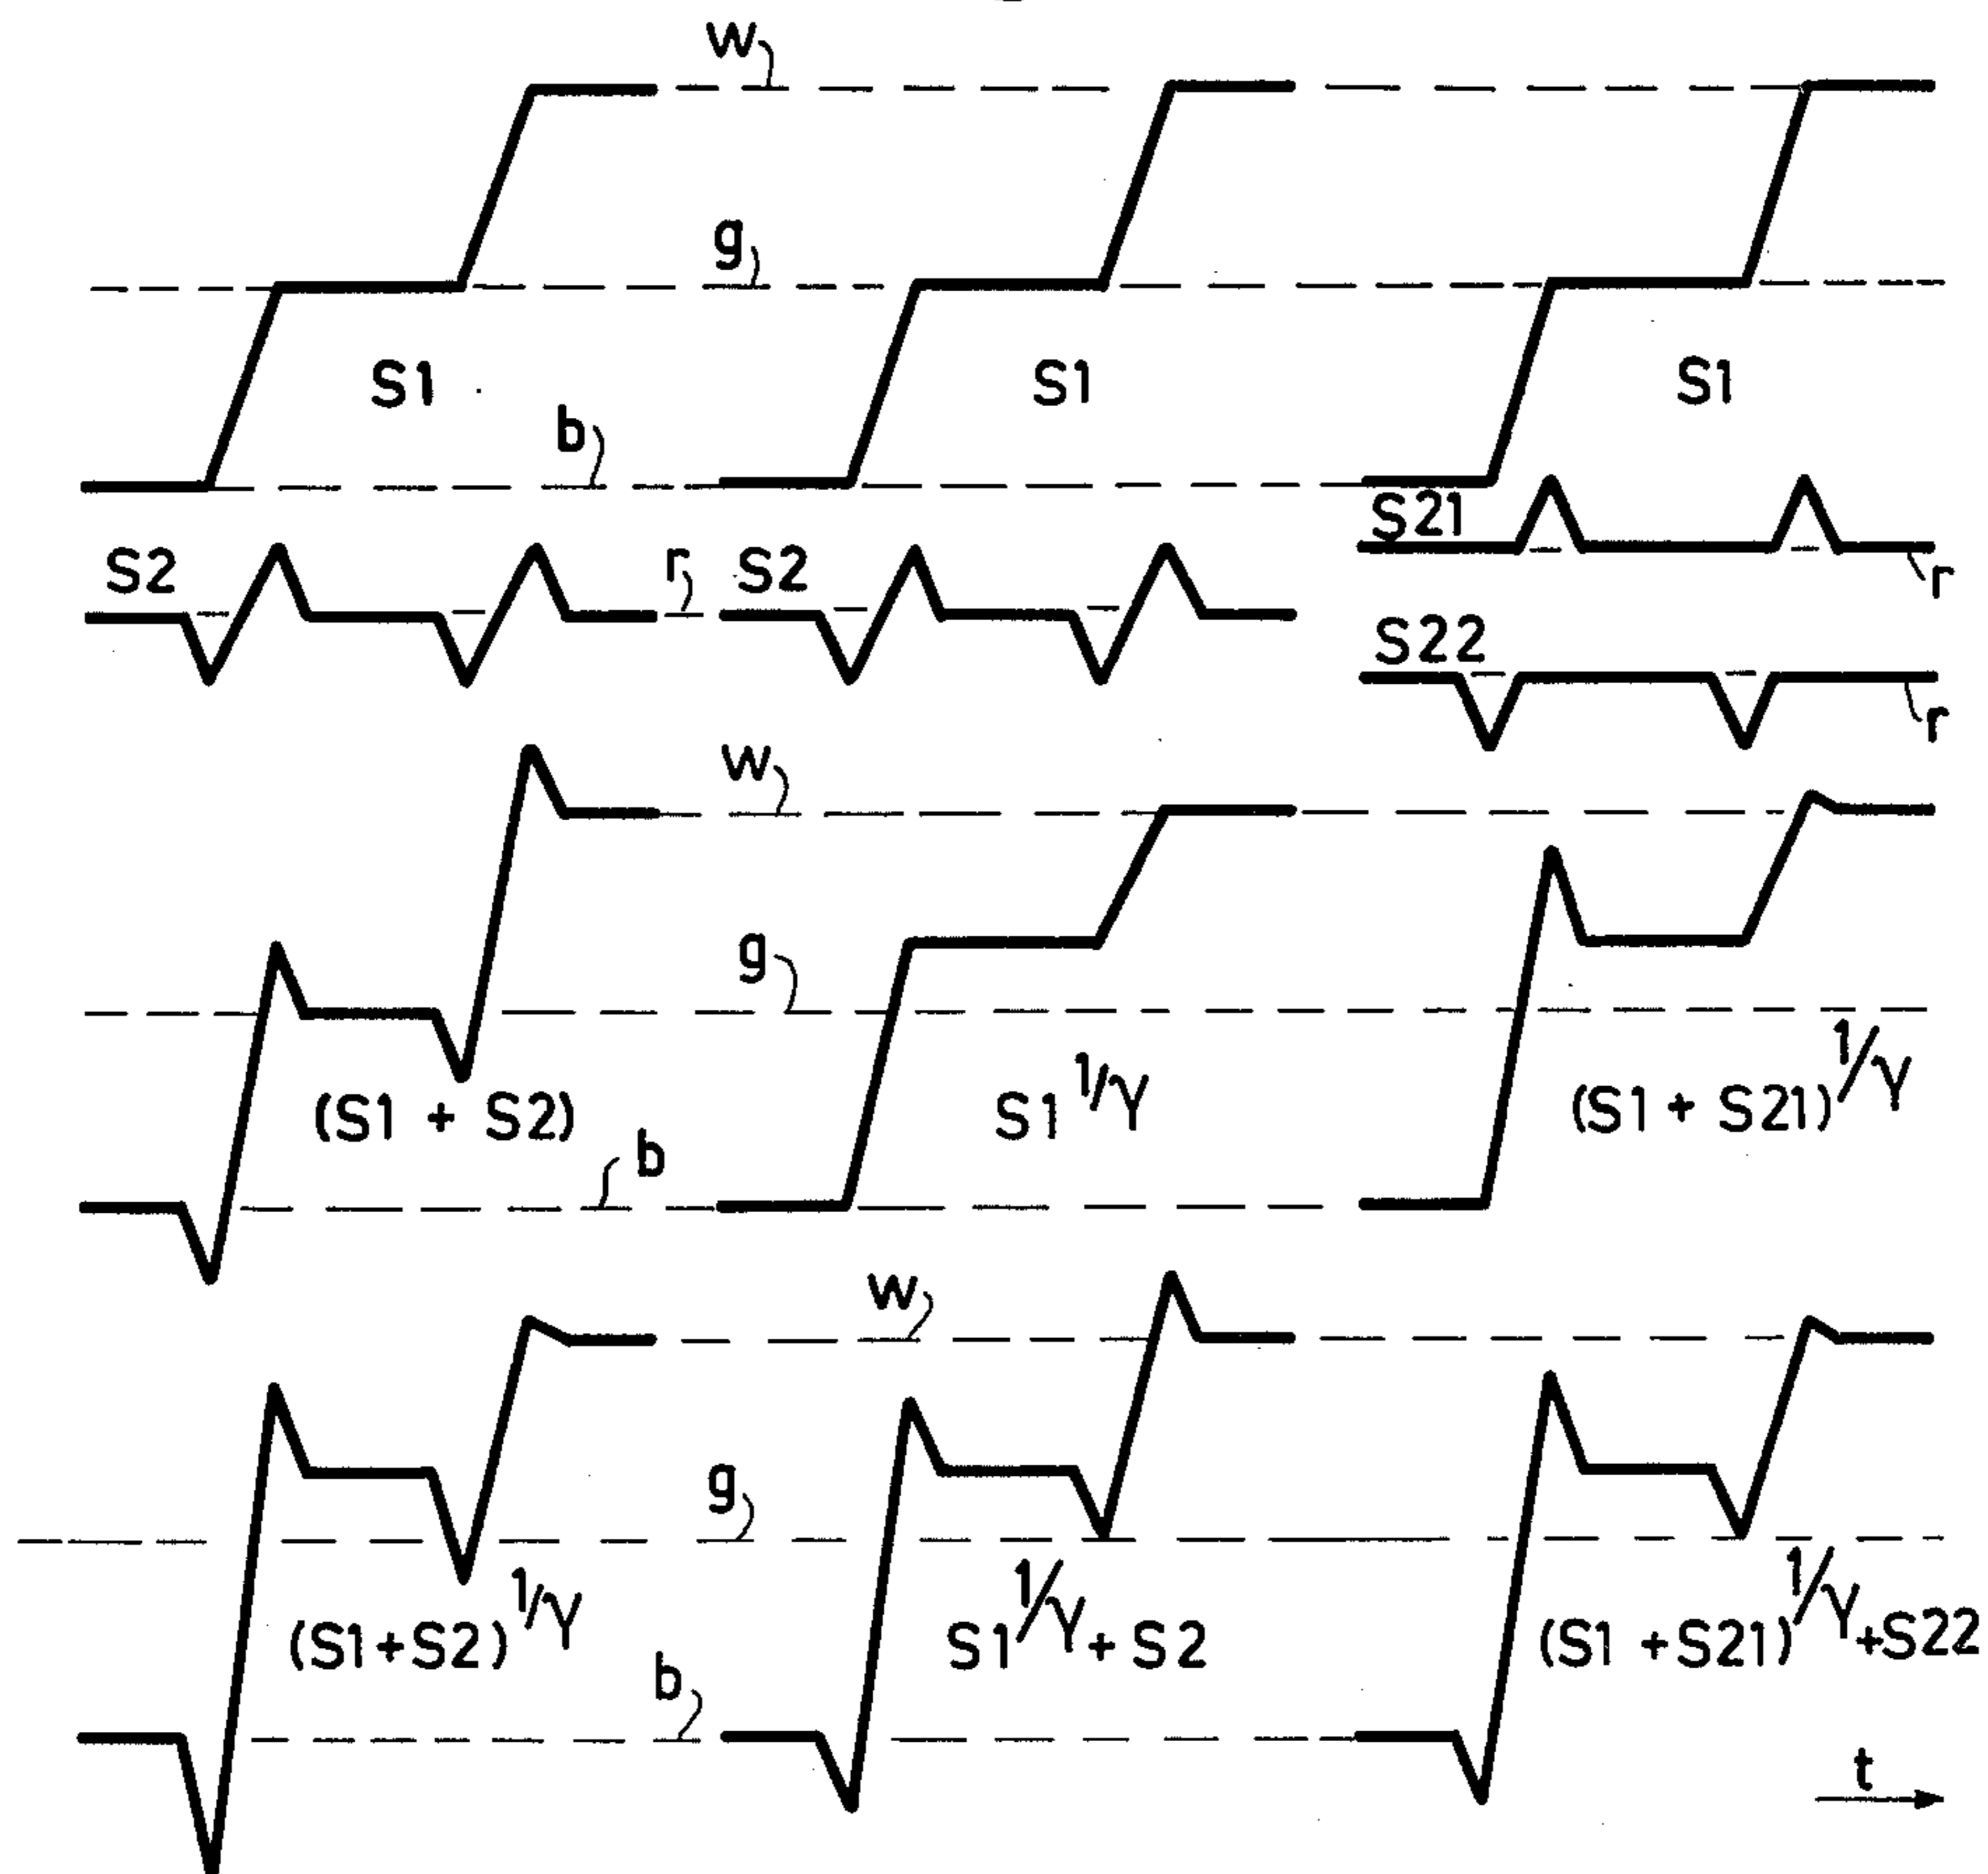 w
g
S1 S1 S1
b
S21
S2 r S2 r
S22
r
w
g
(S1 + S2) S1 1/γ (S1 + S21) 1/γ
b
w
g
(S1+S2) 1/γ S1 1/γ + S2 (S1 + S21) 1/γ +S22
b
t